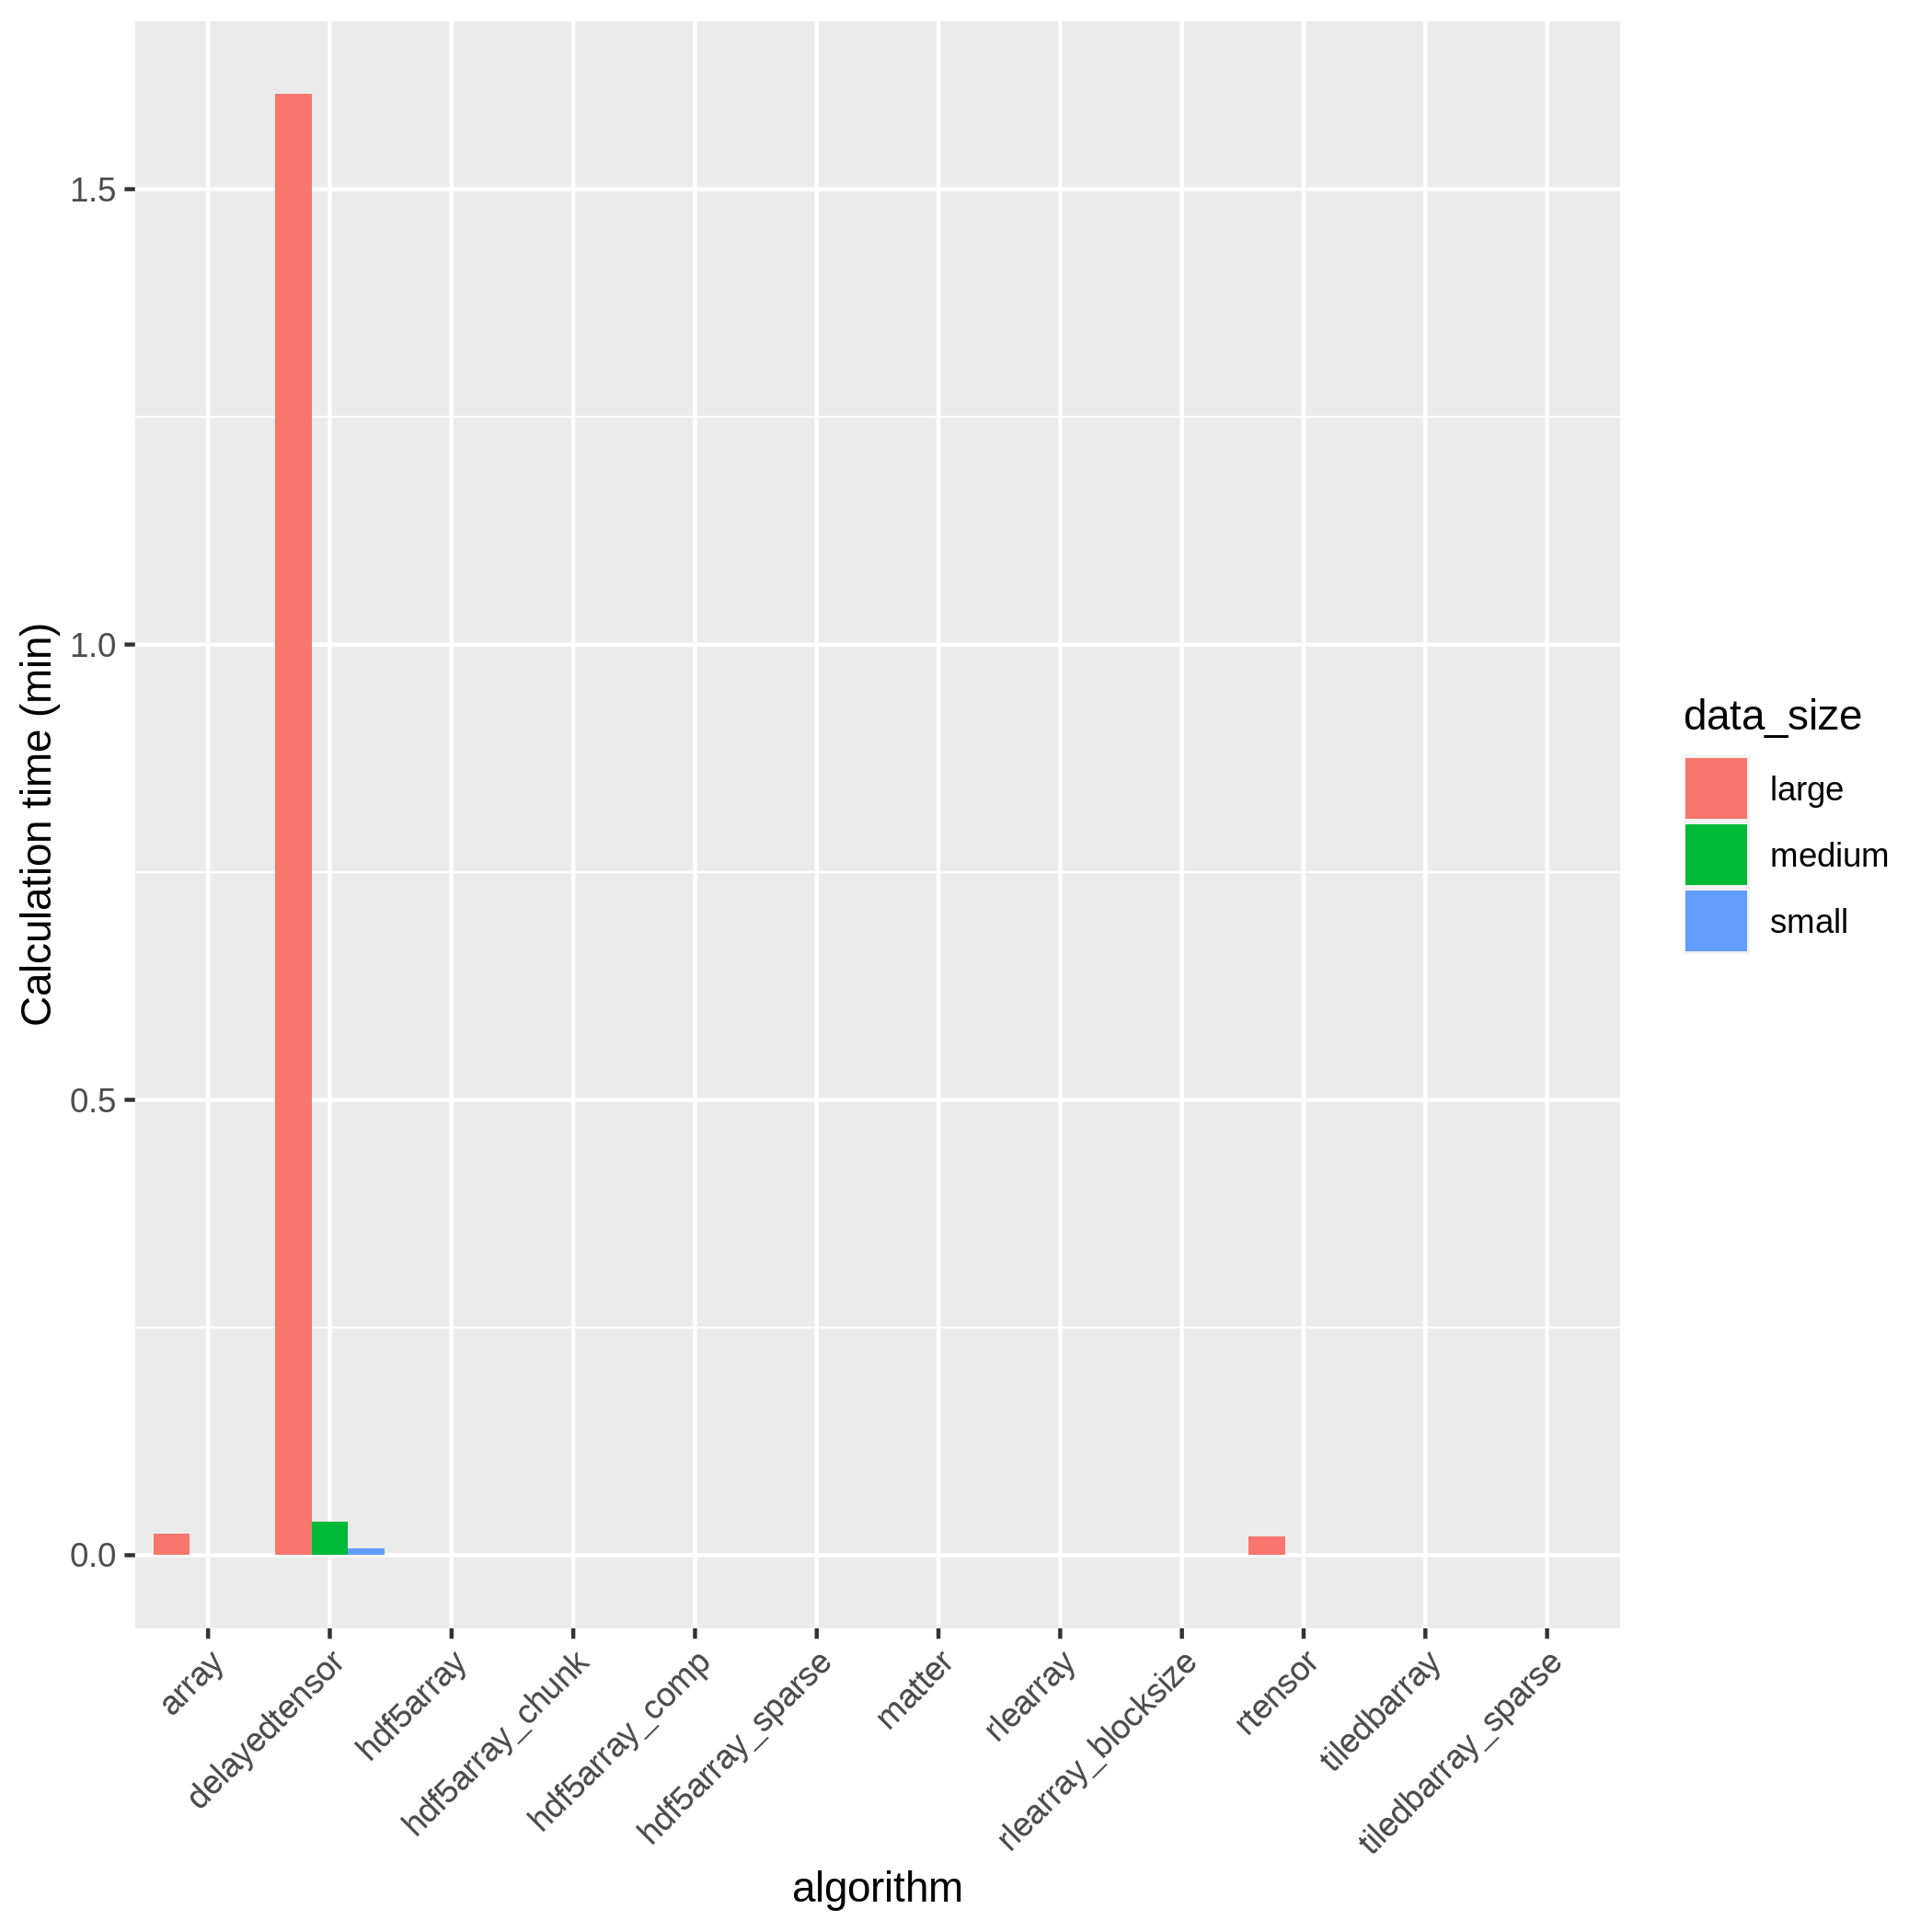 Calculation time (min)
1.5
1.0
0.5
0.0
array
delayedtensor
hdf5array
hdf5array_chunk
hdf5array_comp
hdf5array_sparse
matter
rlearray
rlearray_blocksize
rtensor
tiledbarray
tiledbarray_sparse
algorithm
data_size
large
medium
small